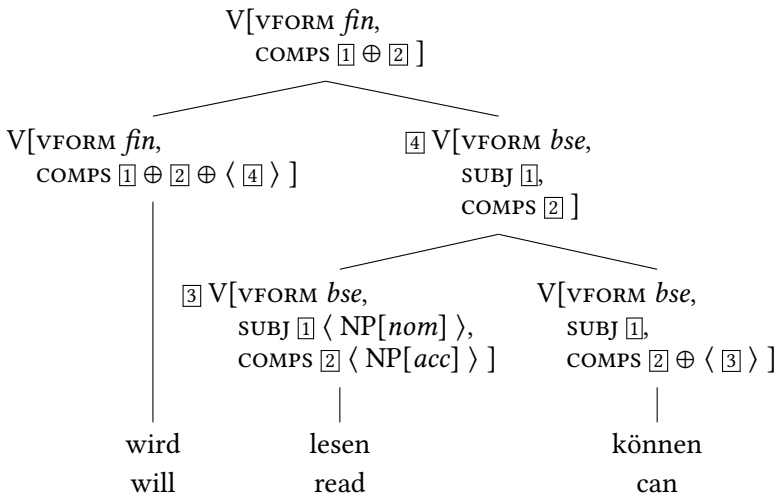 V[VFORM fin,
COMPS 1 ⊕ 2 ]
V[VFORM fin,
COMPS 1 ⊕ 2 ⊕ ⟨ 4 ⟩ ]
4 V[VFORM bse,
SUBJ 1,
COMPS 2 ]
3 V[VFORM bse,
SUBJ 1 ⟨ NP[nom] ⟩,
COMPS 2 ⟨ NP[acc] ⟩ ]
V[VFORM bse,
SUBJ 1,
COMPS 2 ⊕ ⟨ 3 ⟩ ]
wird lesen können
will read can